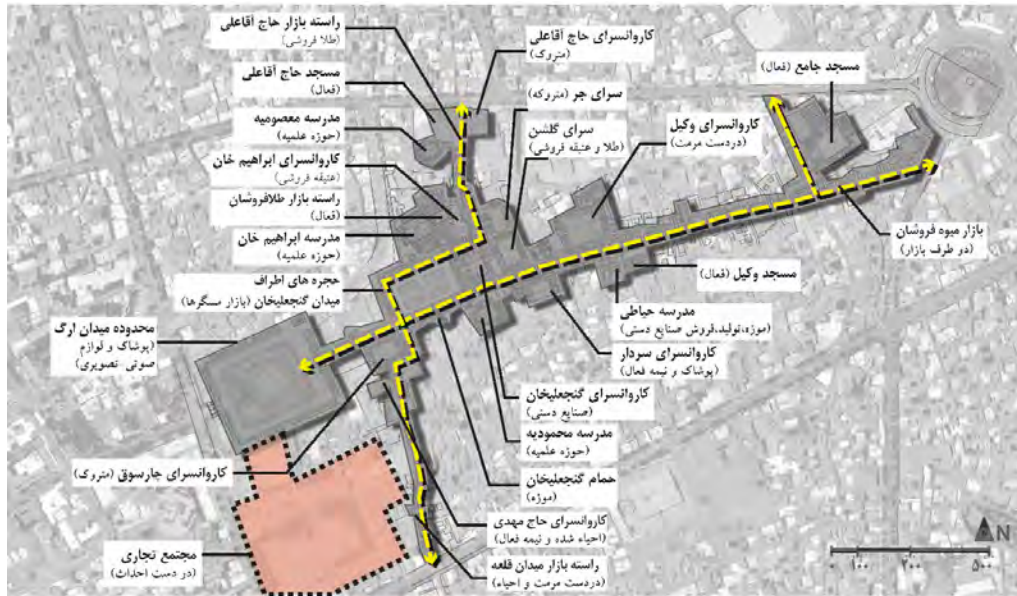 راسته بازار حاج آقاعلی
(طلا فروشی)
کاروانسرای حاج آقاعلی
(متروک)
مسجد جامع (فعال)
مسجد حاج آقاعلی
(فعال)
سرای جر (متروکه)
مدرسه معصومیه
(حوزه علمیه)
سرای گلشن
(طلا و عتیقه فروشی)
کاروانسرای وکیل
(دردست مرمت)
کاروانسرای ابراهیم خان
(عتیقه فروشی)
راسته بازار طلافروشان
(فعال)
مدرسه ابراهیم خان
(حوزه علمیه)
بازار میوه فروشان
(در طرف بازار)
مسجد وکیل (فعال)
حجره های اطراف
میدان گنجعلیخان (بازار مسگرها)
مدرسه حیاطی
(موزه،تولید،فروش صنایع دستی)
محدوده میدان ارگ
(پوشاک و لوازم
صوتی- تصویری)
کاروانسرای سردار
(پوشاک و نیمه فعال)
کاروانسرای گنجعلیخان
(صنایع دستی)
مدرسه محمودیه
(حوزه علمیه)
کاروانسرای چارسوق (متروک)
حمام گنجعلیخان
(موزه)
کاروانسرای حاج مهدی
(احیاء شده و نیمه فعال)
مجتمع تجاری
(در دست احداث)
راسته بازار میدان قلعه
(دردست مرمت و احیاء)
N
۰ ۱۰۰ ۲۰۰ ۵۰۰